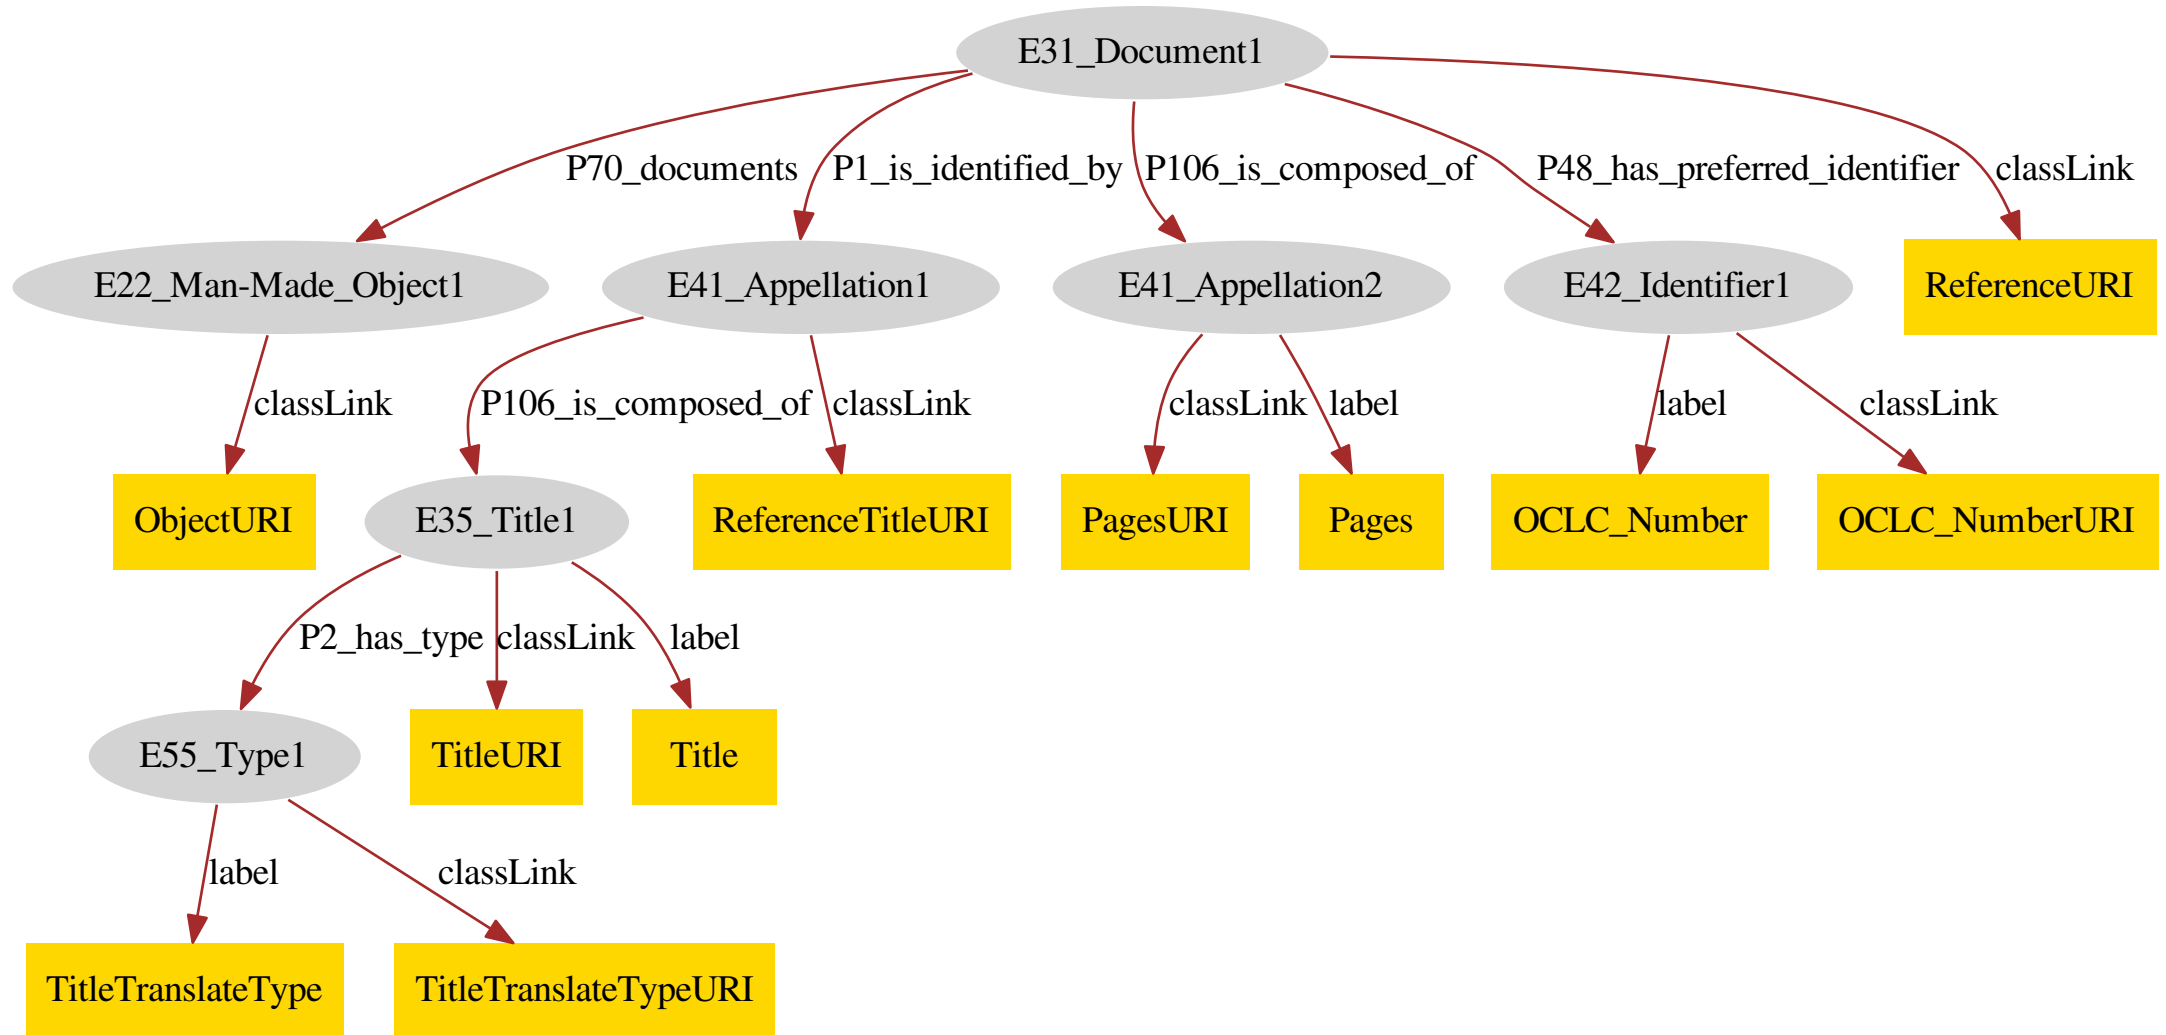 E31_Document1
P70_documents P1_is_identified_by P106_is_composed_of P48_has_preferred_identifier classLink
E22_Man-Made_Object1 E41_Appellation1 E41_Appellation2 E42_Identifier1 ReferenceURI
classLink P106_is_composed_of classLink classLink label label classLink
ObjectURI E35_Title1 ReferenceTitleURI PagesURI Pages OCLC_Number OCLC_NumberURI
P2_has_type classLink label
E55_Type1 TitleURI Title
label classLink
TitleTranslateType TitleTranslateTypeURI